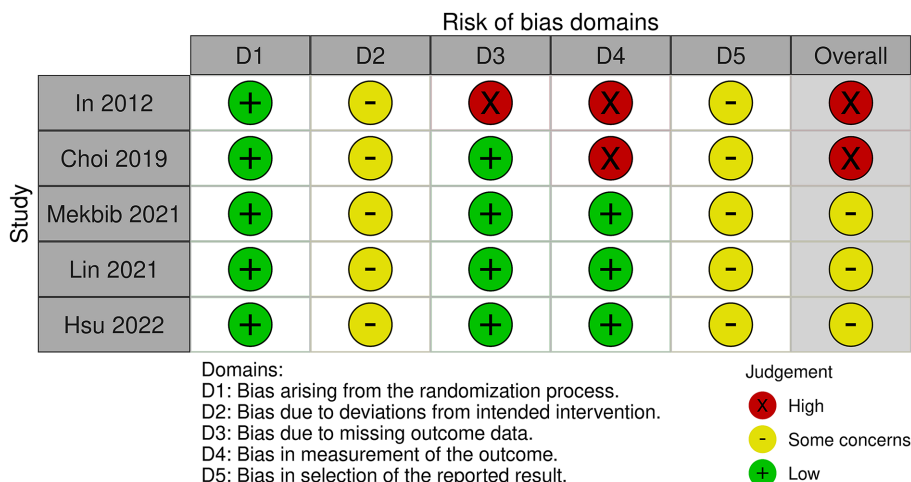 Risk of bias domains
D1 D2 D3 D4 D5 Overall
Study
In 2012 + - X X - X
Choi 2019 + - + X - X
Mekbib 2021 + - + + - -
Lin 2021 + - + + - -
Hsu 2022 + - + + - -
Domains:
D1: Bias arising from the randomization process.
D2: Bias due to deviations from intended intervention.
D3: Bias due to missing outcome data.
D4: Bias in measurement of the outcome.
D5: Bias in selection of the reported result.
Judgement
X High
- Some concerns
+ Low